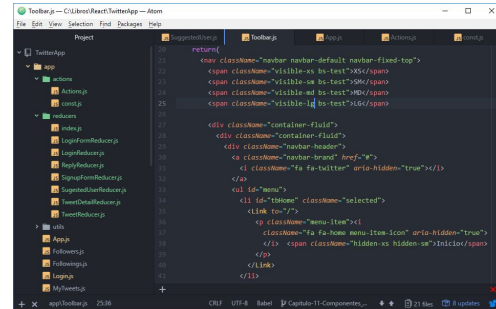 Toolbar.js — C:\Libros\React\TwitterApp — Atom
File Edit View Selection Find Packages
Help
Project
SuggestedUser.js Toolbar.js App.js Actions.js const.js
TwitterApp
app
actions
Actions.js
const.js
reducers
index.js
LoginFormReducer.js
LoginReducer.js
ReplyReducer.js
SignupFormReducer.js
SugestedUserReducer.js
TweetDetailReducer.js
TweetReducer.js
utils
App.js
Followers.js
Followings.js
Login.js
MyTweets.js
20 return(
21 <nav className="navbar navbar-default navbar-fixed-top">
22 <span className="visible-xs bs-test">XS</span>
23 <span className="visible-sm bs-test">SM</span>
24 <span className="visible-md bs-test">MD</span>
25 <span className="visible-lg bs-test">LG</span>
26
27 <div className="container-fluid">
28 <div className="container-fluid">
29 <div className="navbar-header">
30 <a className="navbar-brand" href="#">
31 <i className="fa fa-twitter" aria-hidden="true"></i>
32 </a>
33 <ul id="menu">
34 <li id="tbHome" className="selected">
35 <Link to="/">
36 <p className="menu-item"><i
37 className="fa fa-home menu-item-icon" aria-hidden="true">
38 </i> <span className="hidden-xs hidden-sm">Inicio</span>
39 </p>
40 </Link>
41 </li>
app\Toolbar.js 25:36 CRLF UTF-8 Babel Capitulo-11-Componentes_... 21 files 8 updates